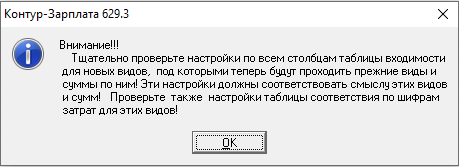 Контур-Зарплата 629.3
Внимание!!!
Тщательно проверьте настройки по всем столбцам таблицы входимости
для новых видов, под которыми теперь будут проходить прежние виды и
суммы по ним! Эти настройки должны соответствовать смыслу этих видов
и сумм! Проверьте также настройки таблицы соответствия по шифрам
затрат для этих видов!
OK